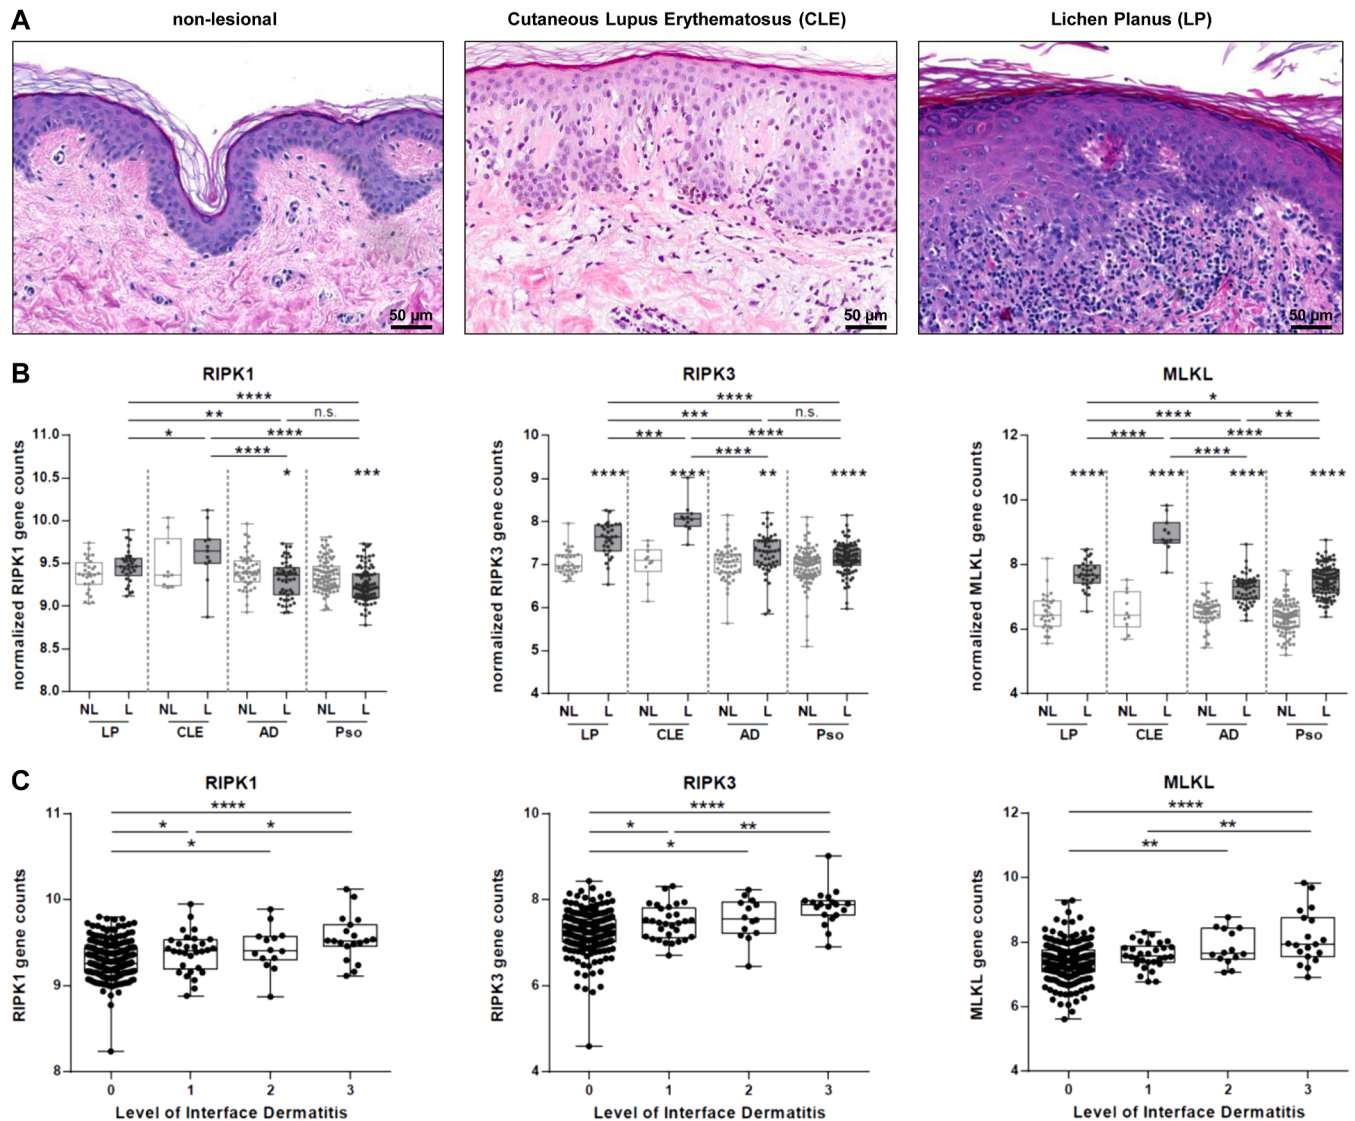 A
non-lesional
Cutaneous Lupus Erythematosus (CLE)
Lichen Planus (LP)
50 µm
50 µm
50 µm
B
RIPK1
****
** n.s.
* ****
****
* ***
normalized RIPK1 gene counts
11.0
10.5
10.0
9.5
9.0
8.5
8.0
NL L NL L NL L NL L
LP CLE AD Pso
RIPK3
****
*** n.s.
*** ****
****
**** **** ** ****
normalized RIPK3 gene counts
10
9
8
7
6
5
4
NL L NL L NL L NL L
LP CLE AD Pso
MLKL
*
**** **
**** ****
****
**** **** **** ****
normalized MLKL gene counts
12
10
8
6
4
NL L NL L NL L NL L
LP CLE AD Pso
C
RIPK1
****
* *
*
RIPK1 gene counts
11
10
9
8
0 1 2 3
Level of Interface Dermatitis
RIPK3
****
* **
*
RIPK3 gene counts
10
8
6
4
0 1 2 3
Level of Interface Dermatitis
MLKL
****
**
**
MLKL gene counts
12
10
8
6
4
0 1 2 3
Level of Interface Dermatitis